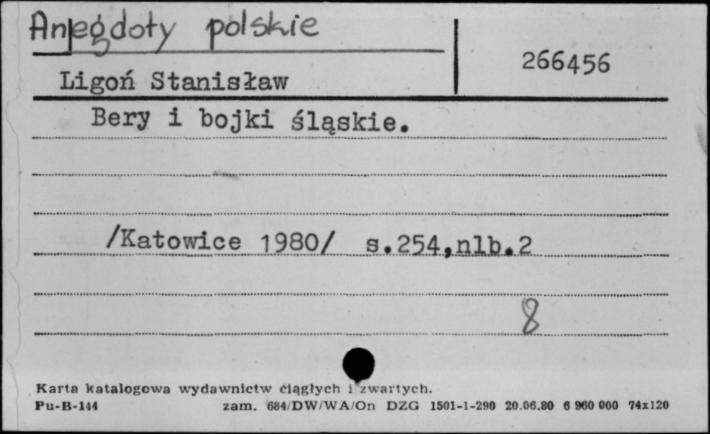 Anegdoty polskie
266456
Ligoń Stanisław
Bery i bojki śląskie.
/Katowice 1980/ s.254,nlb.2
8
Karta katalogowa wydawnictw ciągłych i zwartych.
Pu-B-144 zam. 684/DW/WA/On DZG 1501-1-290 20.06.80 6 960 000 74x120